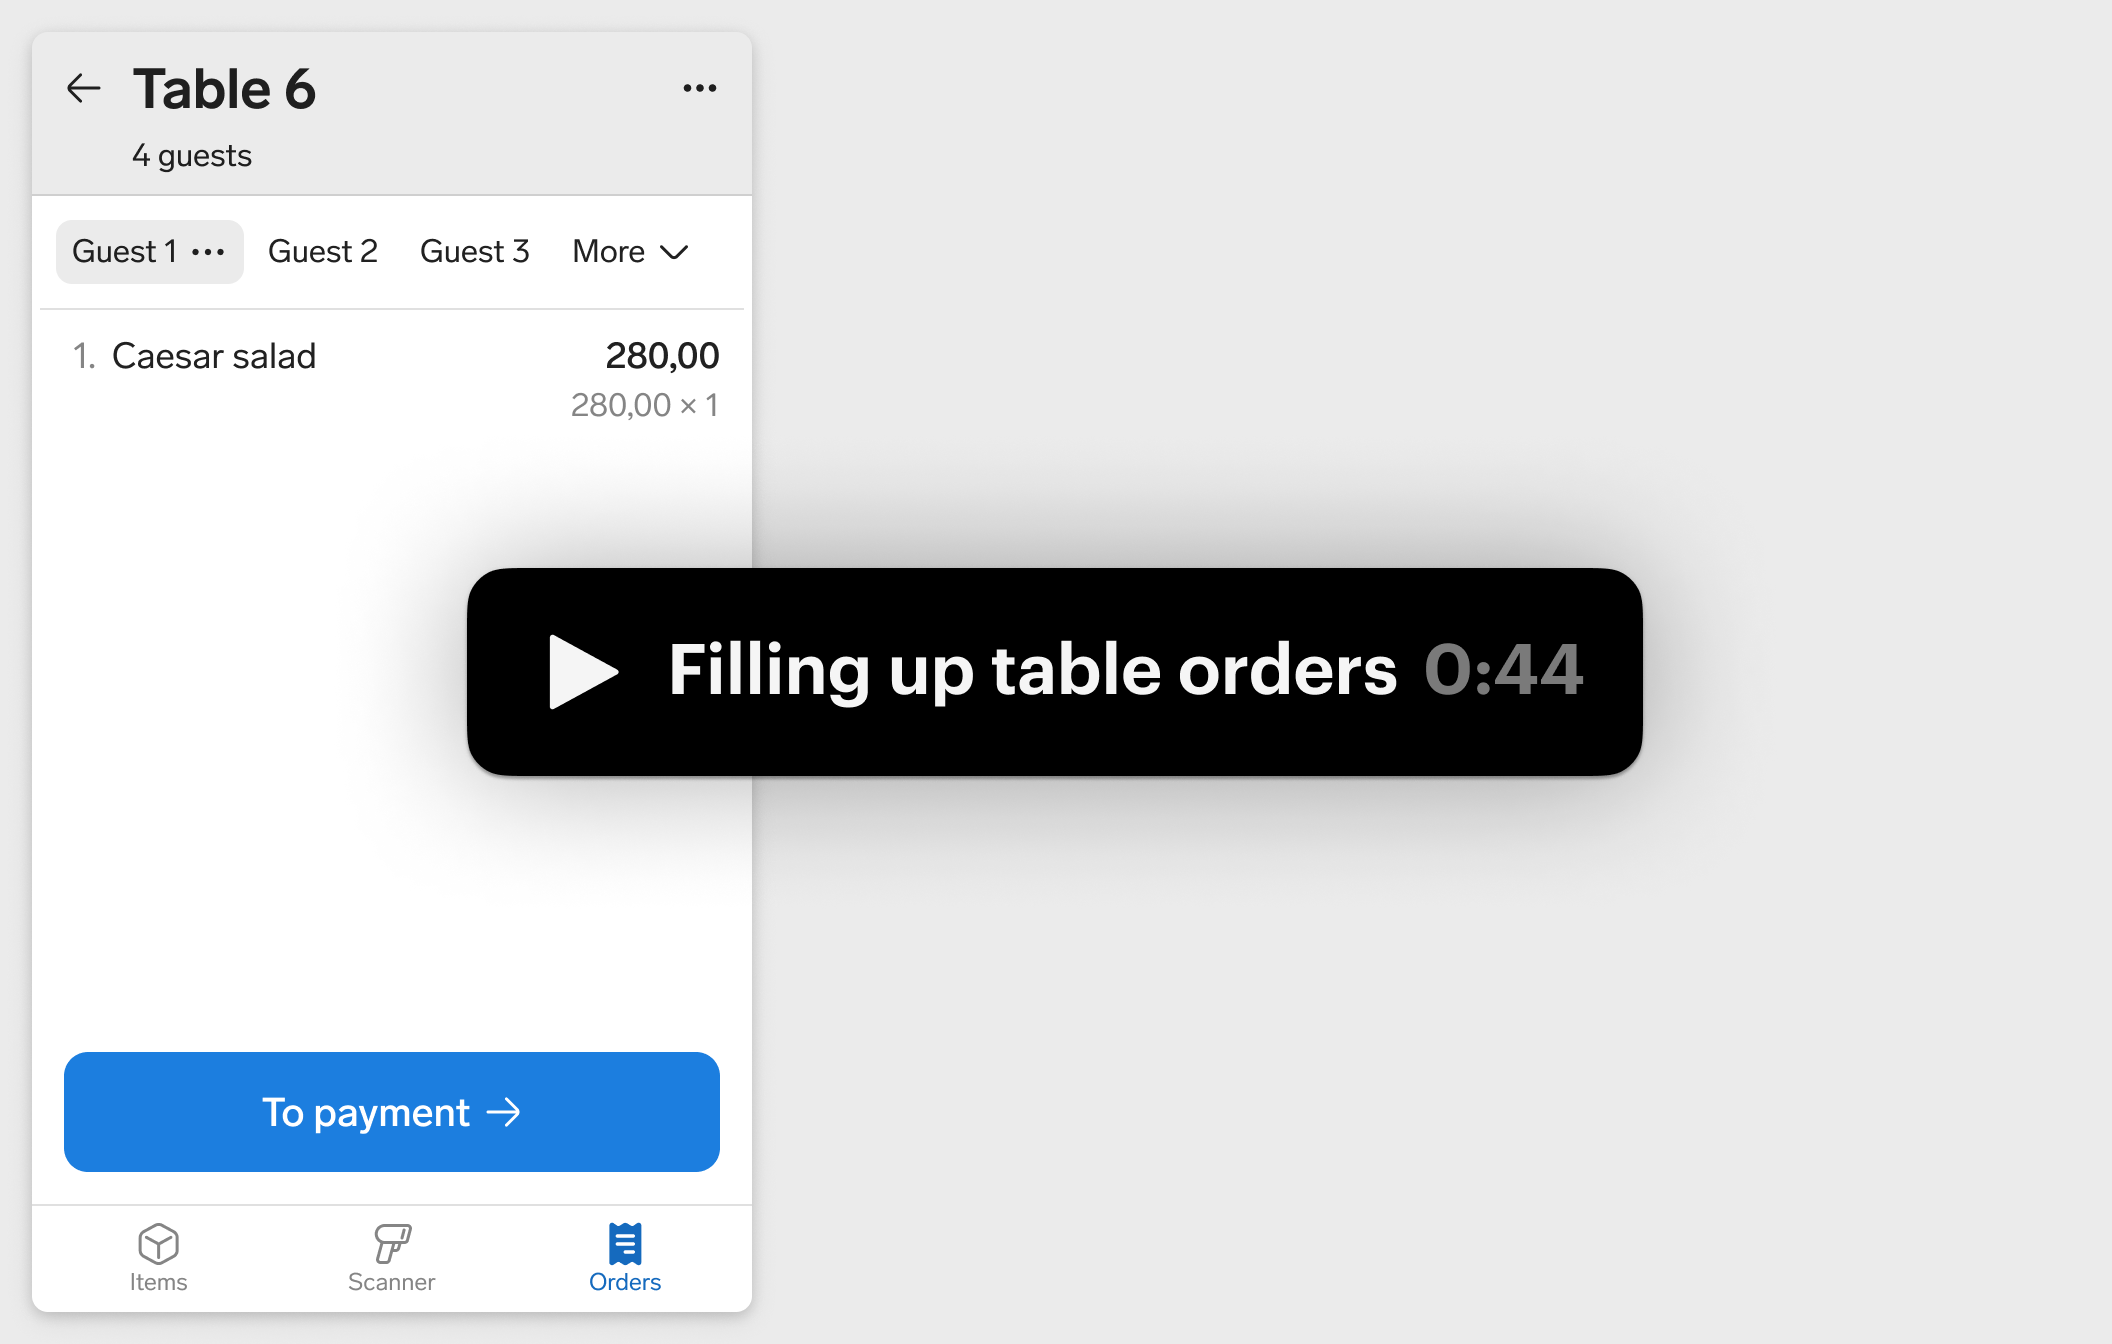 Table 6
4 guests
Guest 1 Guest 2 Guest 3 More
1. Caesar salad 280,00
280,00 × 1
Filling up table orders 0:44
To payment →
Items Scanner Orders